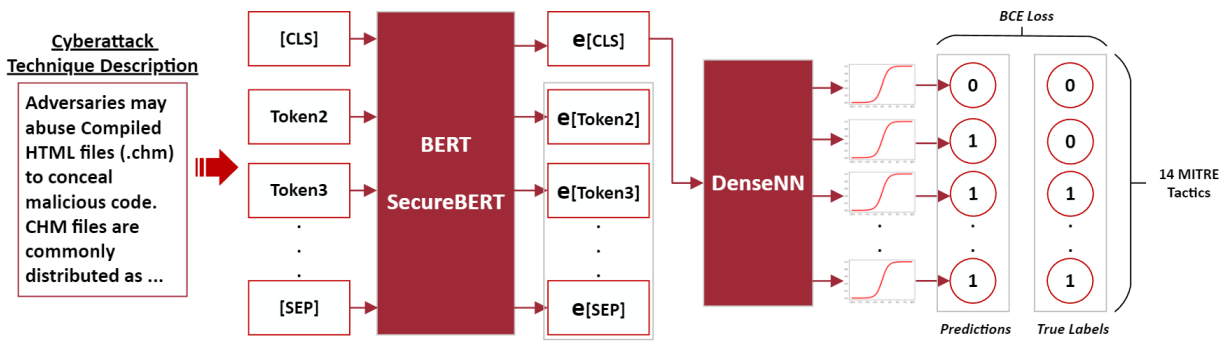 Cyberattack
Technique Description
Adversaries may
abuse Compiled
HTML files (.chm)
to conceal
malicious code.
CHM files are
commonly
distributed as ...
[CLS]
Token2
Token3
[SEP]
BERT
SecureBERT
e[CLS]
e[Token2]
e[Token3]
e[SEP]
DenseNN
BCE Loss
0
1
1
1
Predictions
0
0
1
1
True Labels
14 MITRE
Tactics